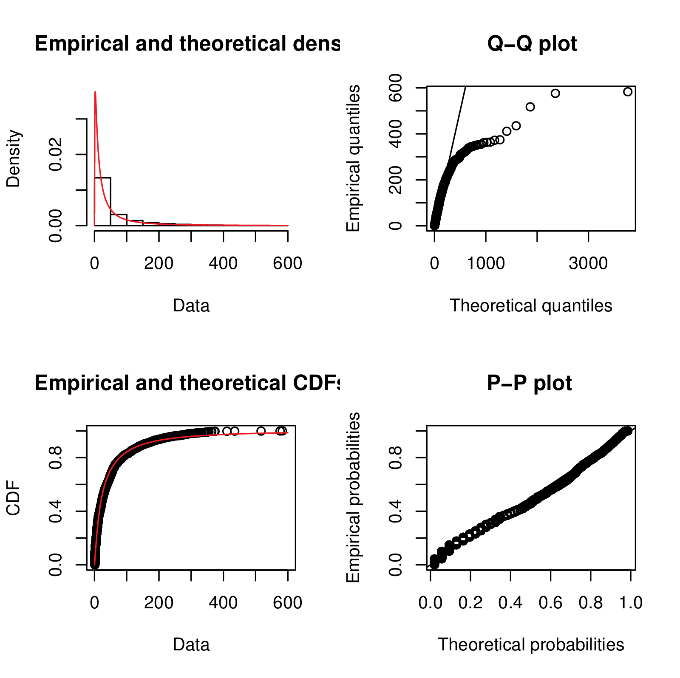 Empirical and theoretical dens
Density
0.00
0.02
0
200
400
600
Data
Q−Q plot
Empirical quantiles
0
200
400
600
0
1000
3000
Theoretical quantiles
Empirical and theoretical CDFs
CDF
0.0
0.4
0.8
0
200
400
600
Data
P−P plot
Empirical probabilities
0.0
0.4
0.8
0.0
0.2
0.4
0.6
0.8
1.0
Theoretical probabilities